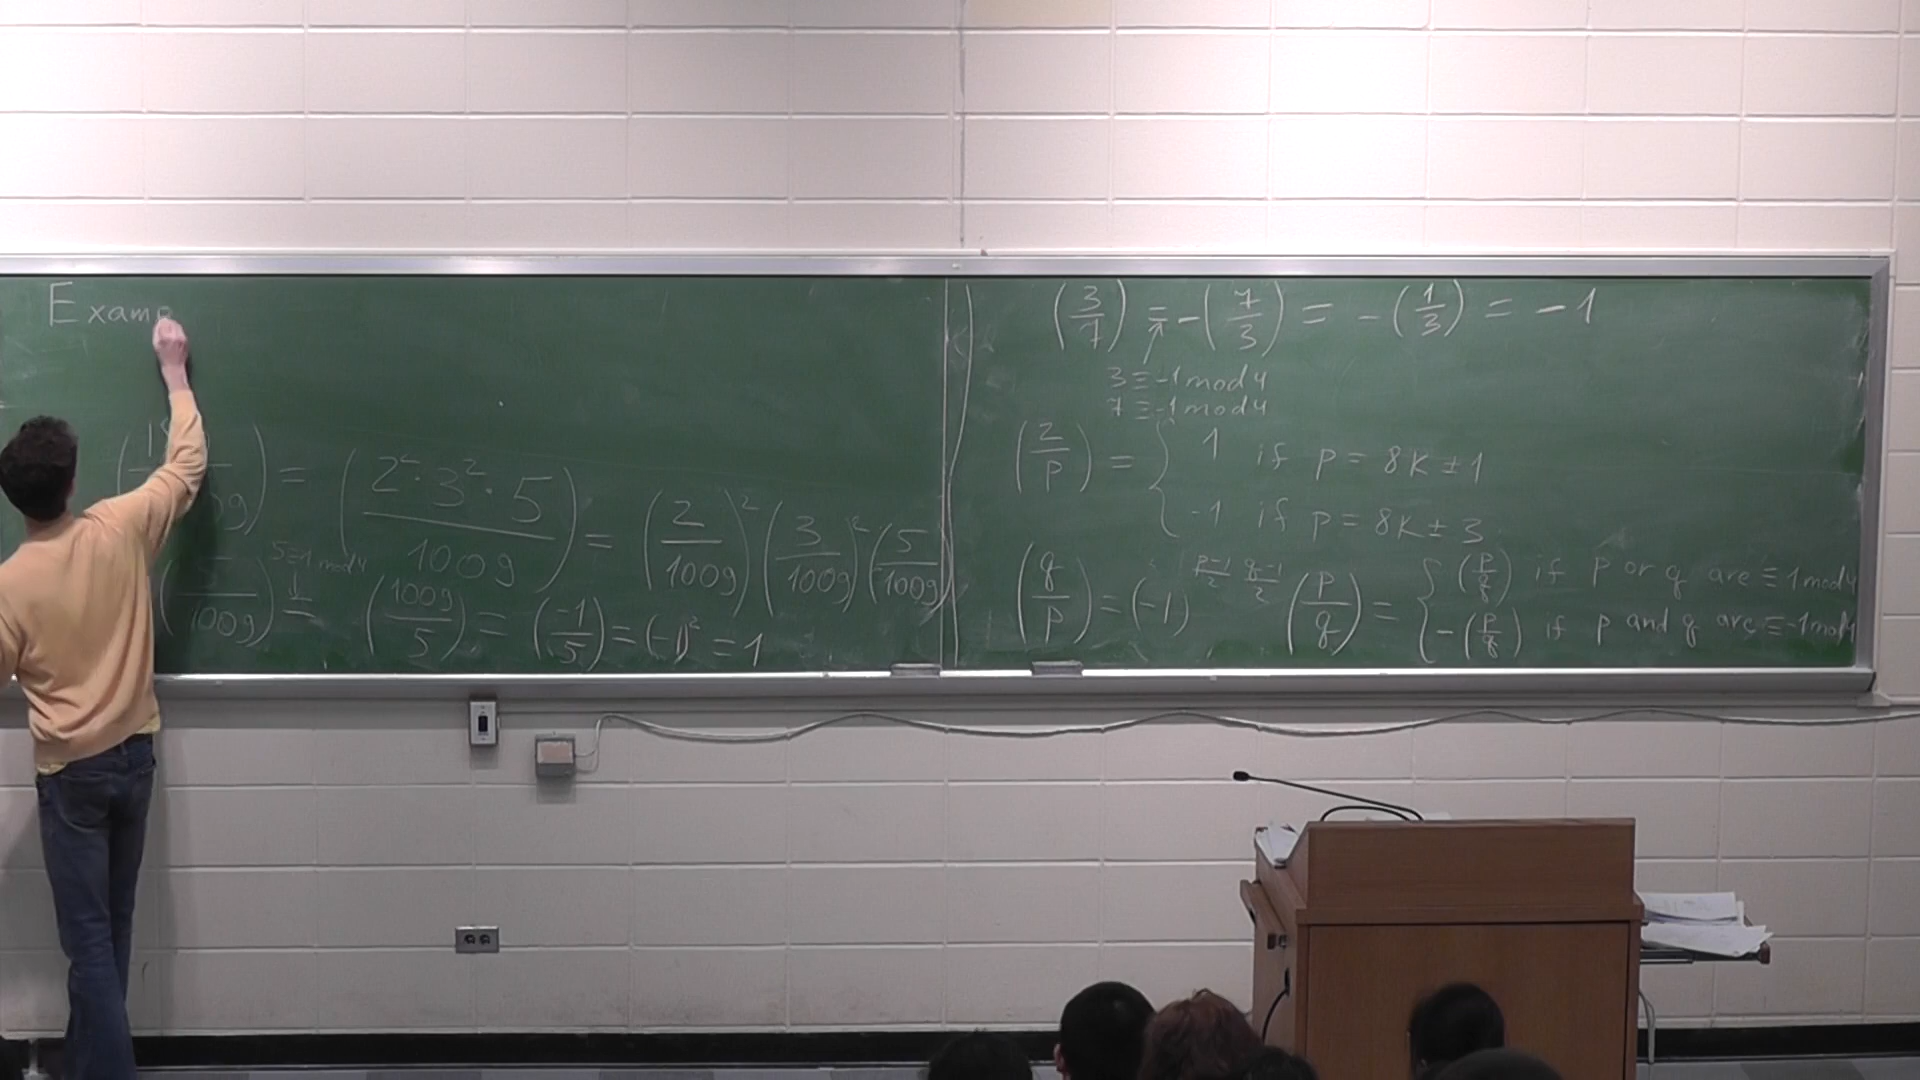 Examp
= (2²·3²·5/1009) = (2/1009)² (3/1009)² (5/1009)
5≡1 mod 4
(/1009) = (1009/5) = (-1/5) = (-1)² = 1
(3/7) = -(7/3) = -(1/3) = -1
3 ≡ -1 mod 4
7 ≡ -1 mod 4
(2/p) = { 1 if p = 8k ± 1
-1 if p = 8k ± 3
(q/p) = (-1)^(p-1/2 q-1/2) (p/q) = { (p/q) if p or q are ≡ 1 mod 4
-(p/q) if p and q are ≡ -1 mod 4